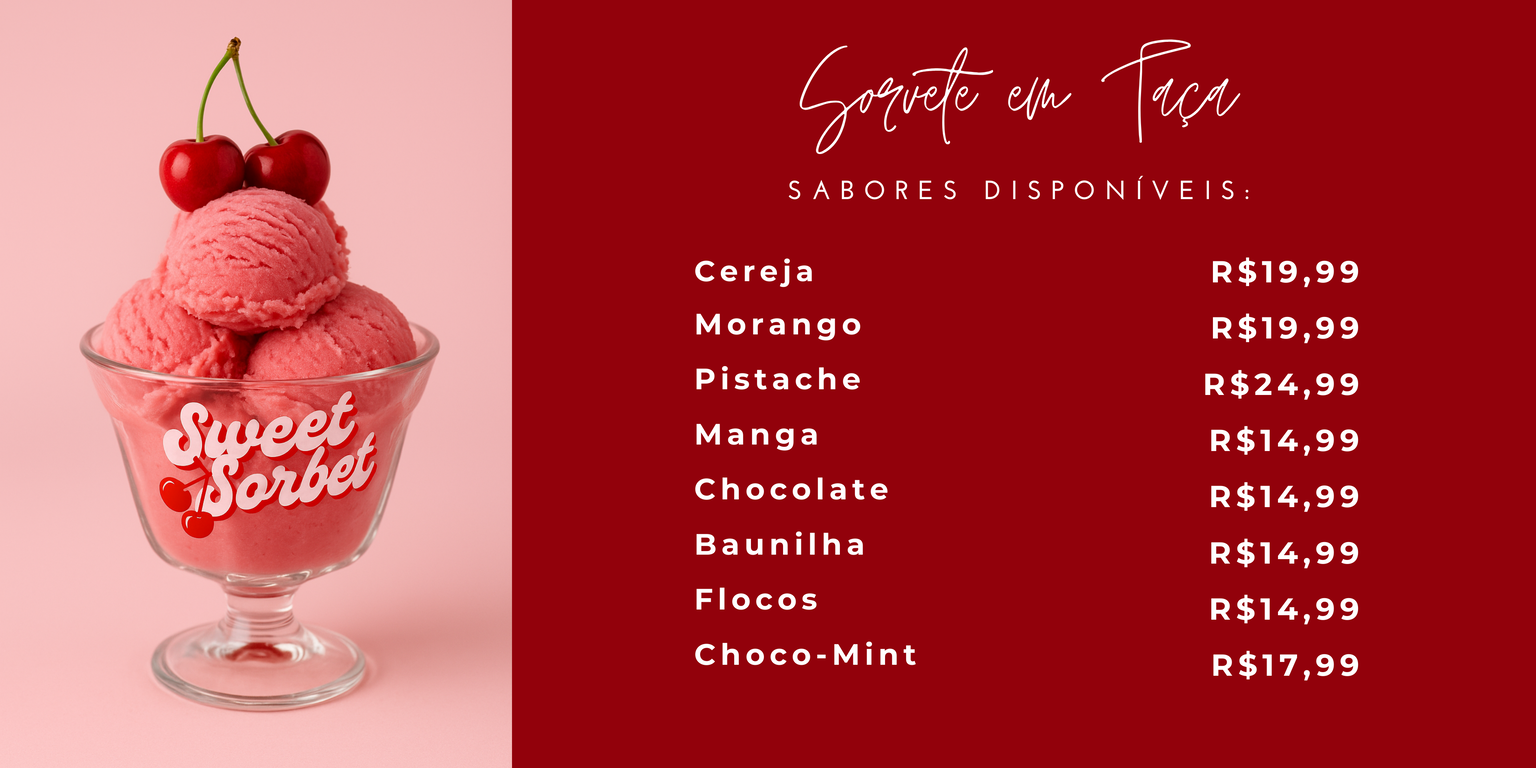 Sweet
Sorbet
Sorvete em Taça
SABORES DISPONÍVEIS:
Cereja R$19,99
Morango R$19,99
Pistache R$24,99
Manga R$14,99
Chocolate R$14,99
Baunilha R$14,99
Flocos R$14,99
Choco-Mint R$17,99